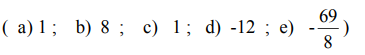 ( a) 1 ; b) 8 ; c) 1 ; d) -12 ; e) -69/8 )